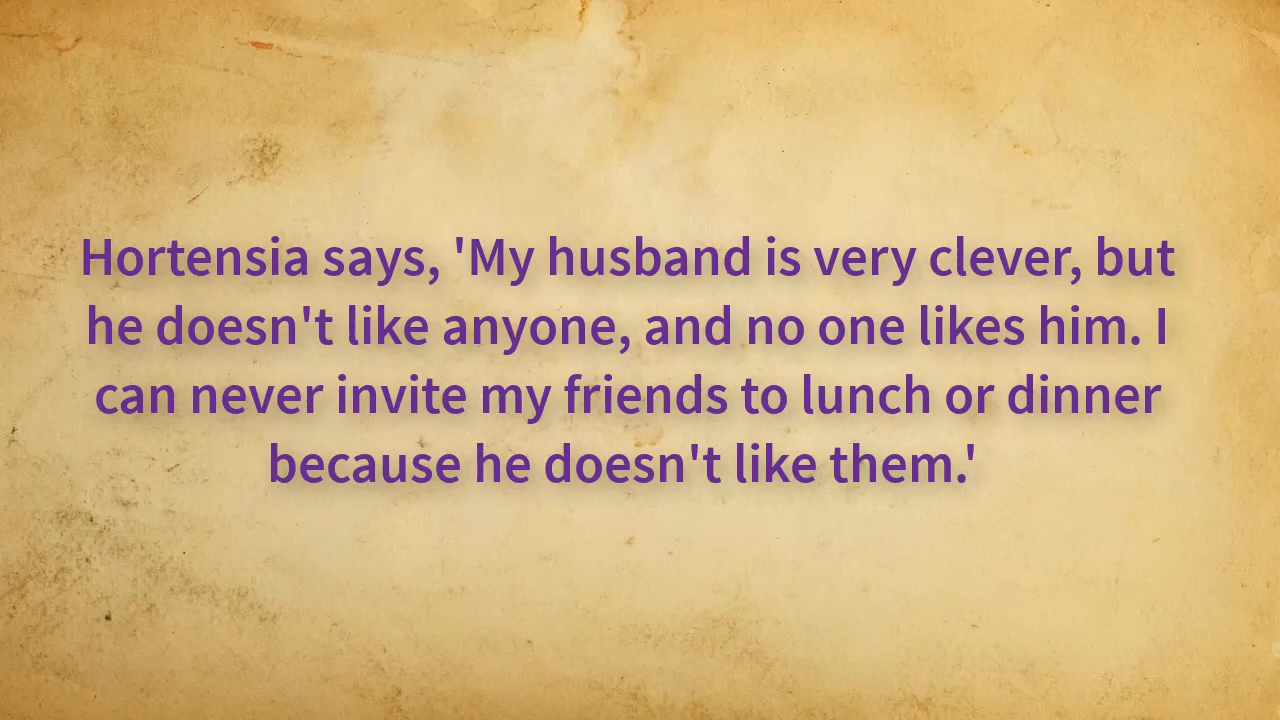 Hortensia says, 'My husband is very clever, but
he doesn't like anyone, and no one likes him. I
can never invite my friends to lunch or dinner
because he doesn't like them.'